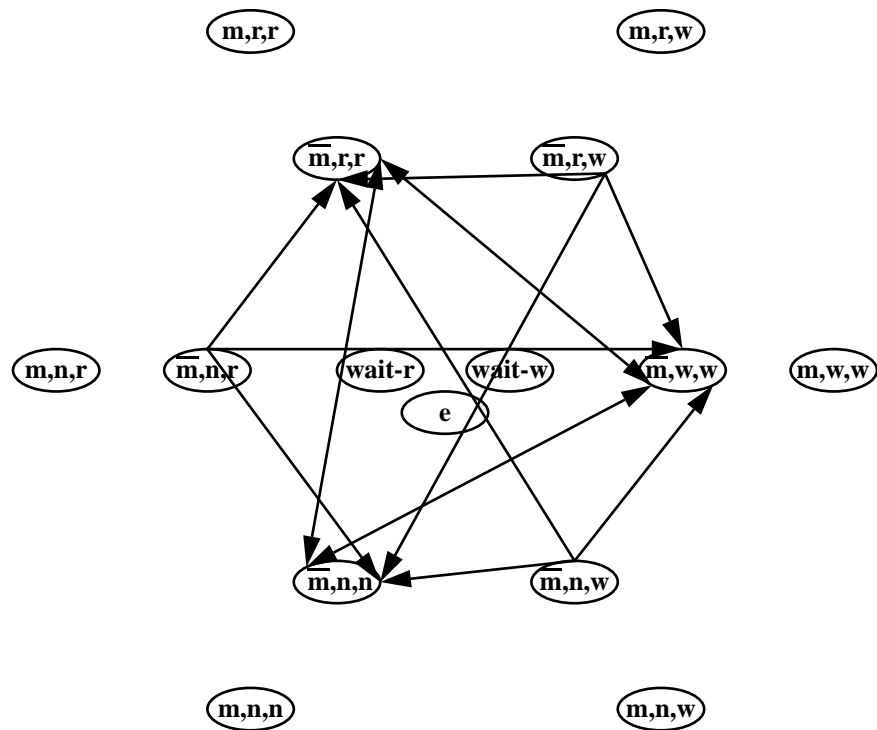 m,r,r
m,r,w
m̅,r,r
m̅,r,w
m,n,r
m̅,n,r
wait-r
wait-w
m̅,w,w
m,w,w
e
m̅,n,n
m̅,n,w
m,n,n
m,n,w